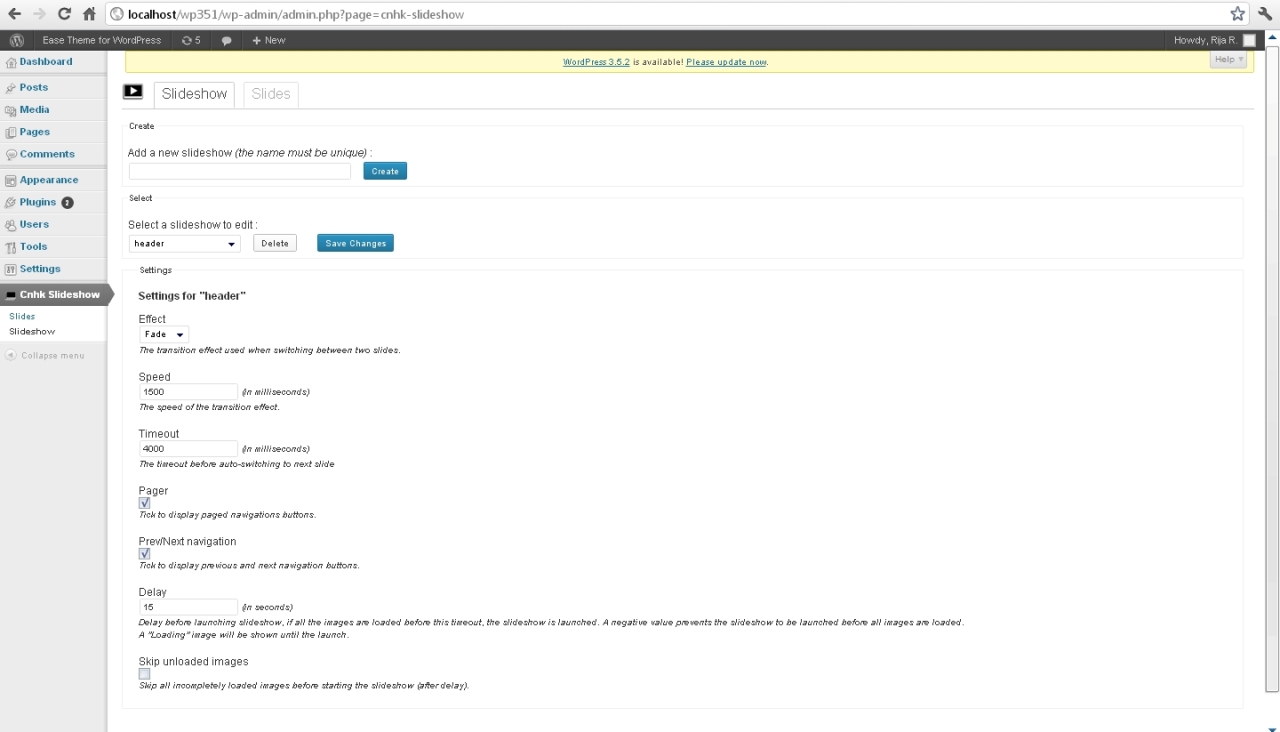 localhost/wp351/wp-admin/admin.php?page=cnhk-slideshow
Ease Theme for WordPress 5 + New Howdy, Rija R.
WordPress 3.5.2 is available! Please update now.
Help
Dashboard
Posts
Media
Pages
Comments
Appearance
Plugins 2
Users
Tools
Settings
Cnhk Slideshow
Slides
Slideshow
Collapse menu
Slideshow Slides
Create
Add a new slideshow (the name must be unique) :
Create
Select
Select a slideshow to edit :
header Delete Save Changes
Settings
Settings for "header"
Effect
Fade
The transition effect used when switching between two slides.
Speed
1500 (in milliseconds)
The speed of the transition effect.
Timeout
4000 (in milliseconds)
The timeout before auto-switching to next slide
Pager
Tick to display paged navigations buttons.
Prev/Next navigation
Tick to display previous and next navigation buttons.
Delay
15 (in seconds)
Delay before launching slideshow, if all the images are loaded before this timeout, the slideshow is launched. A negative value prevents the slideshow to be launched before all images are loaded.
A "Loading" image will be shown until the launch.
Skip unloaded images
Skip all incompletely loaded images before starting the slideshow (after delay).